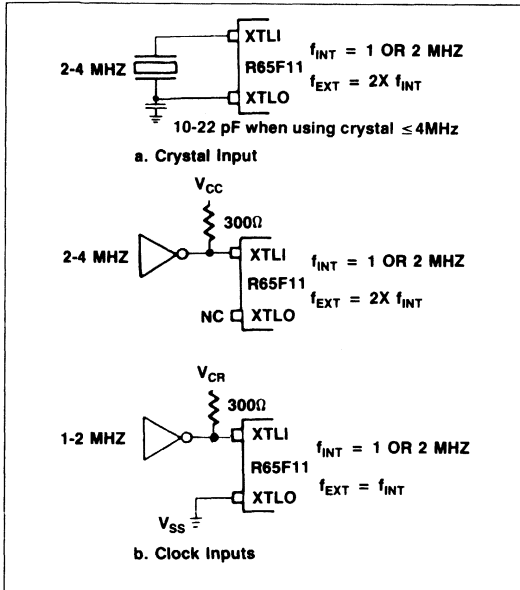 XTLI
f_INT = 1 OR 2 MHZ
2-4 MHZ
R65F11
f_EXT = 2X f_INT
XTLO
10-22 pF when using crystal ≤4MHz
a. Crystal Input
V_CC
300Ω
2-4 MHZ
XTLI
f_INT = 1 OR 2 MHZ
R65F11
f_EXT = 2X f_INT
NC
XTLO
V_CR
300Ω
1-2 MHZ
XTLI
f_INT = 1 OR 2 MHZ
R65F11
f_EXT = f_INT
XTLO
V_SS
b. Clock Inputs